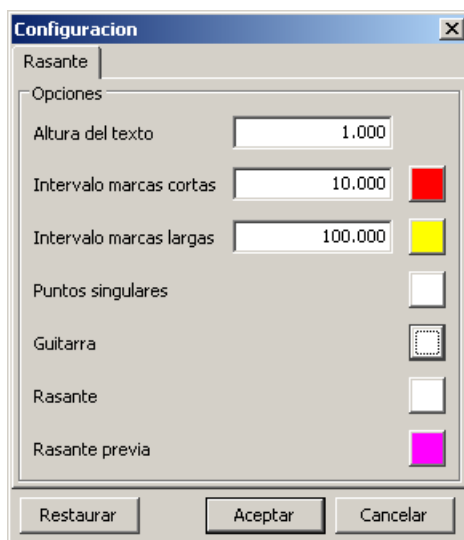 Configuracion
Rasante
Opciones
Altura del texto 1.000
Intervalo marcas cortas 10.000
Intervalo marcas largas 100.000
Puntos singulares
Guitarra
Rasante
Rasante previa
Restaurar Aceptar Cancelar